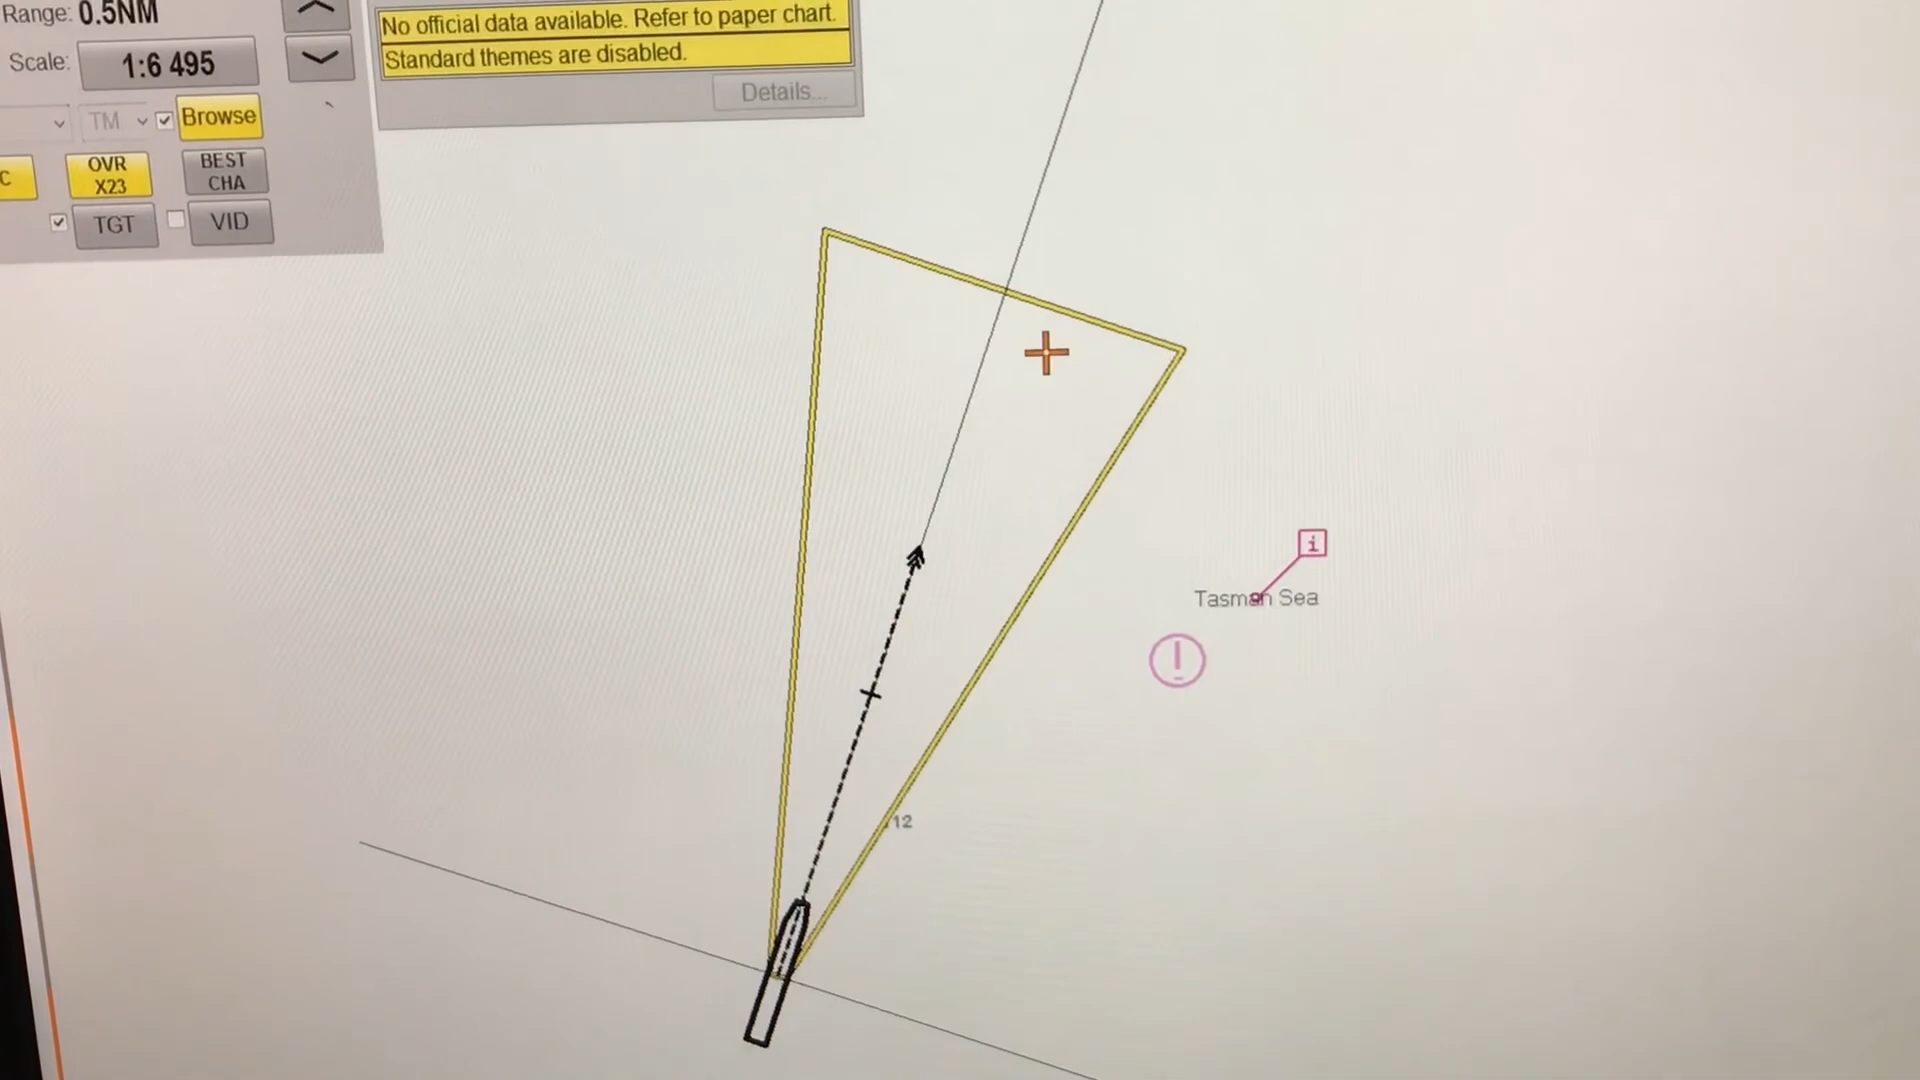 Range: 0.5NM
Scale: 1:6 495
No official data available. Refer to paper chart.
Standard themes are disabled.
Details...
TM
Browse
C
OVR
X23
BEST
CHA
TGT
VID
i
Tasman Sea
!
12